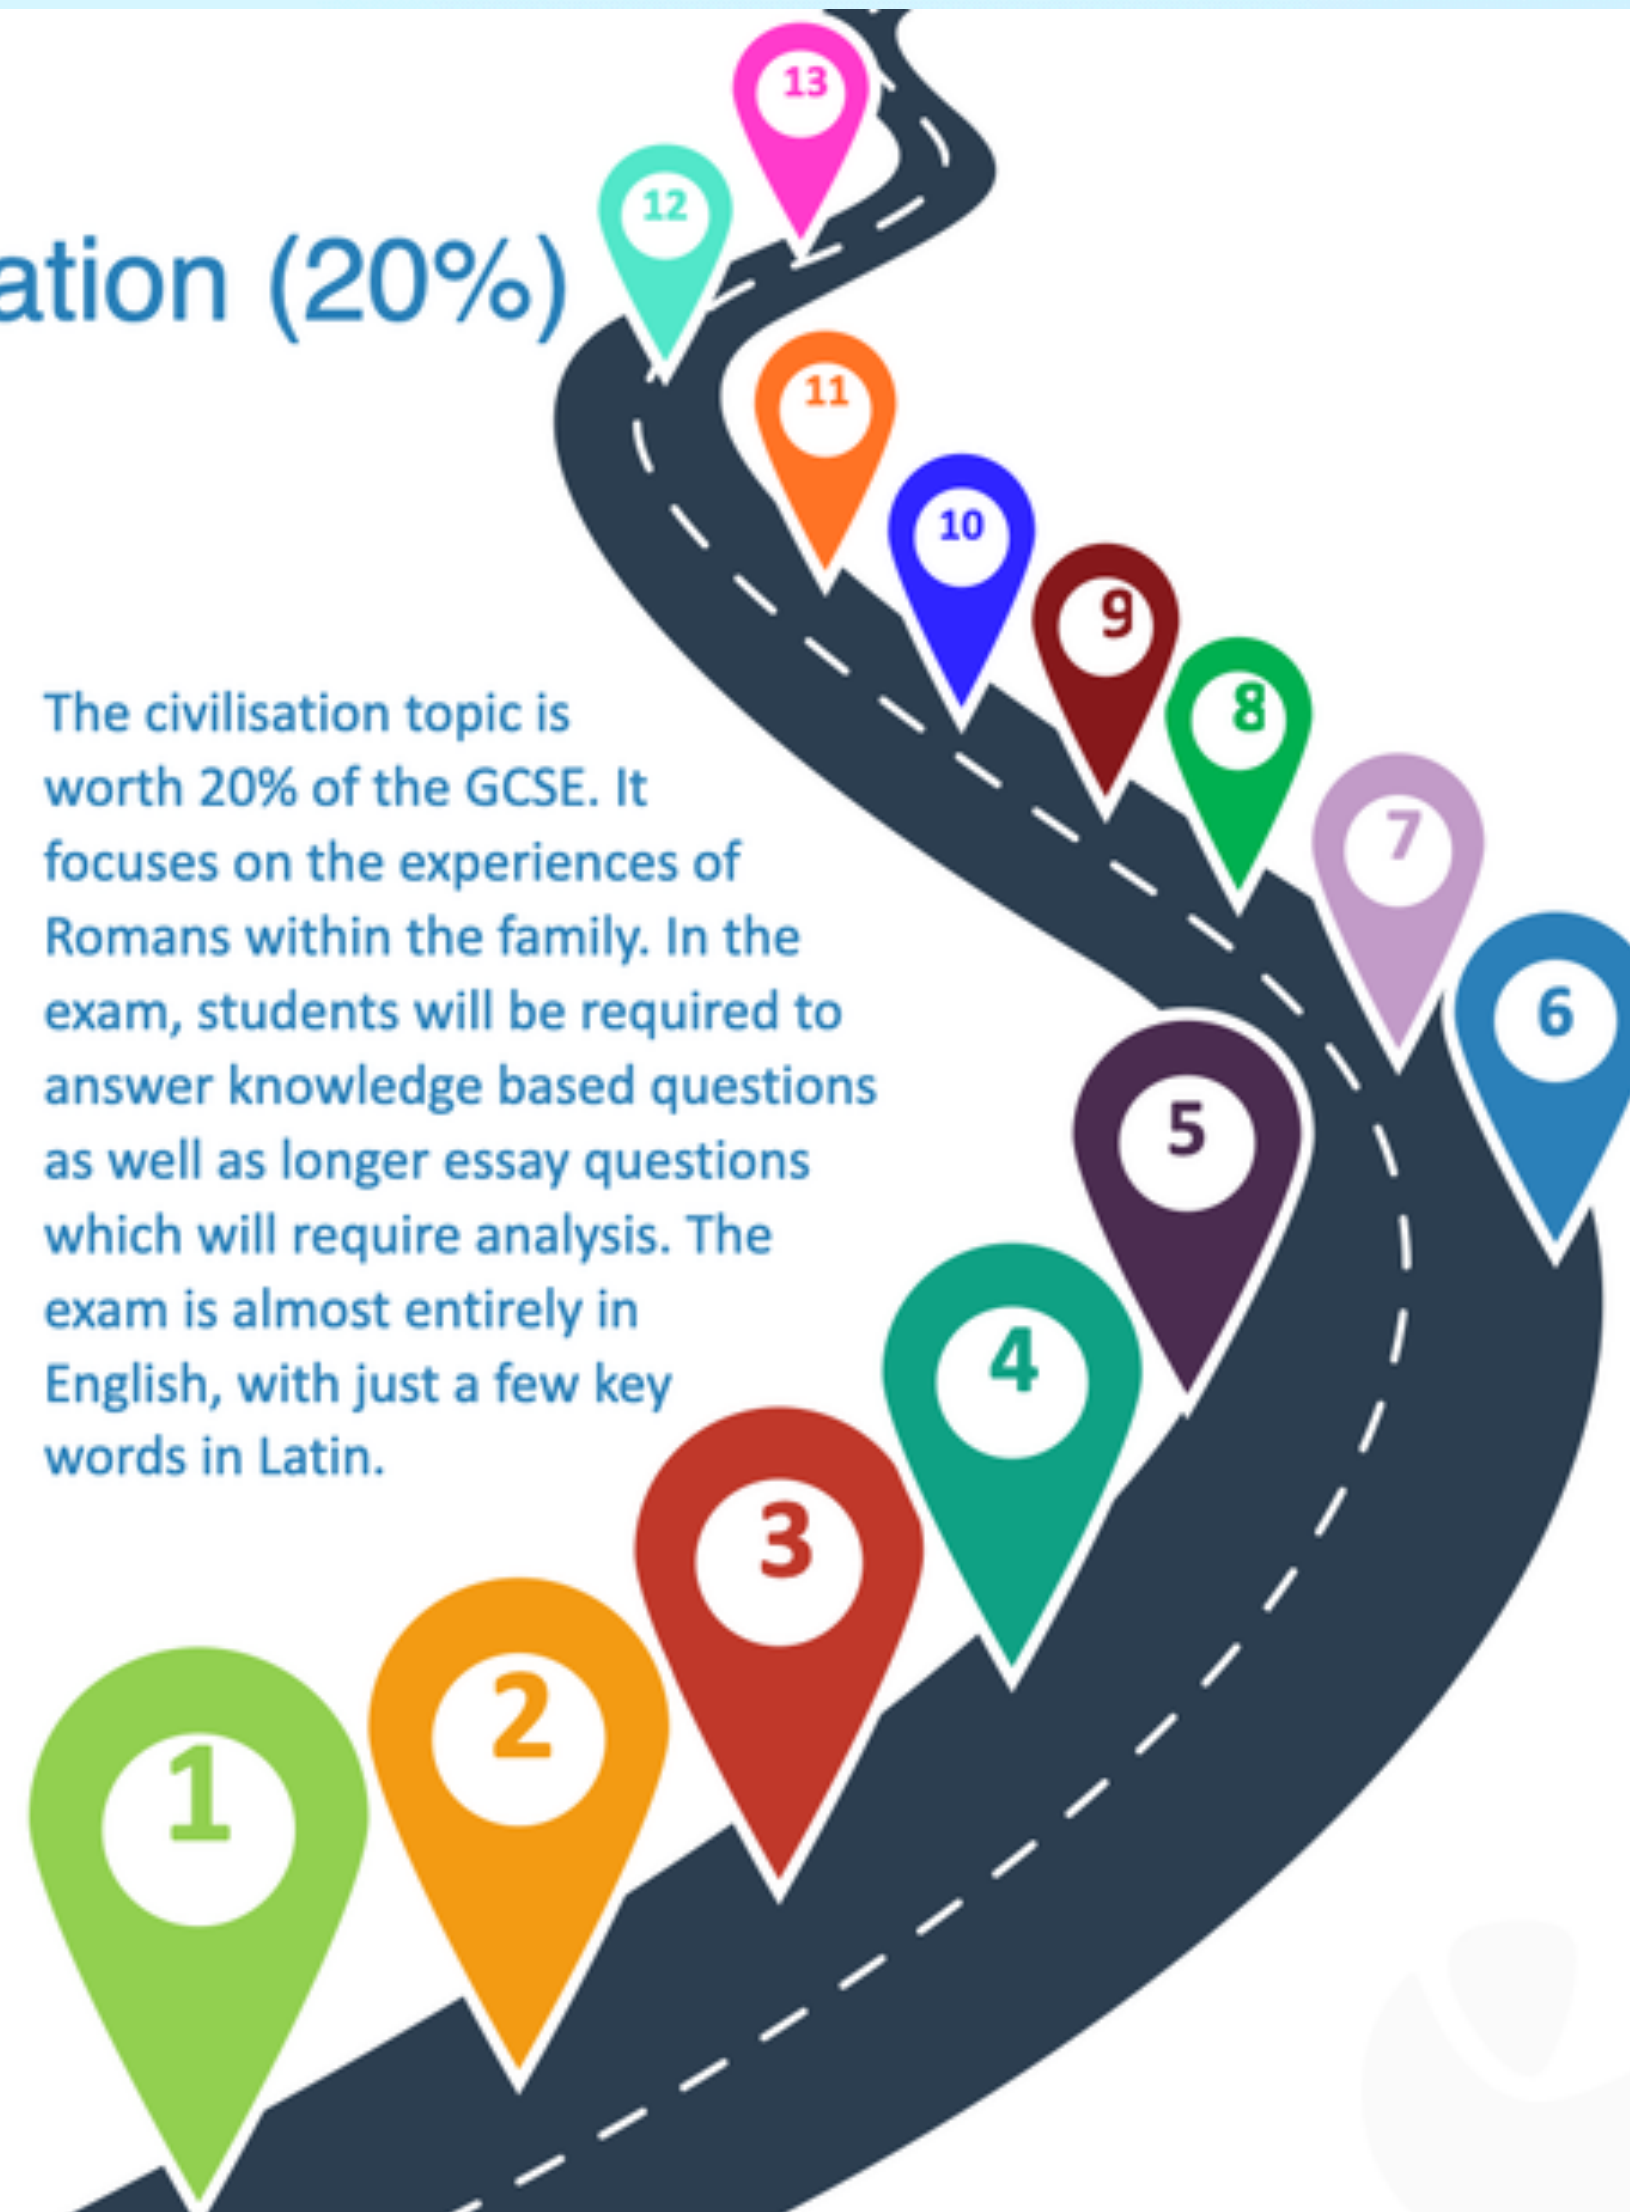 13
12
ation (20%)
11
10
9
8
The civilisation topic is
worth 20% of the GCSE. It
focuses on the experiences of
Romans within the family. In the
exam, students will be required to
answer knowledge based questions
as well as longer essay questions
which will require analysis. The
exam is almost entirely in
English, with just a few key
words in Latin.
7
6
5
4
3
2
1